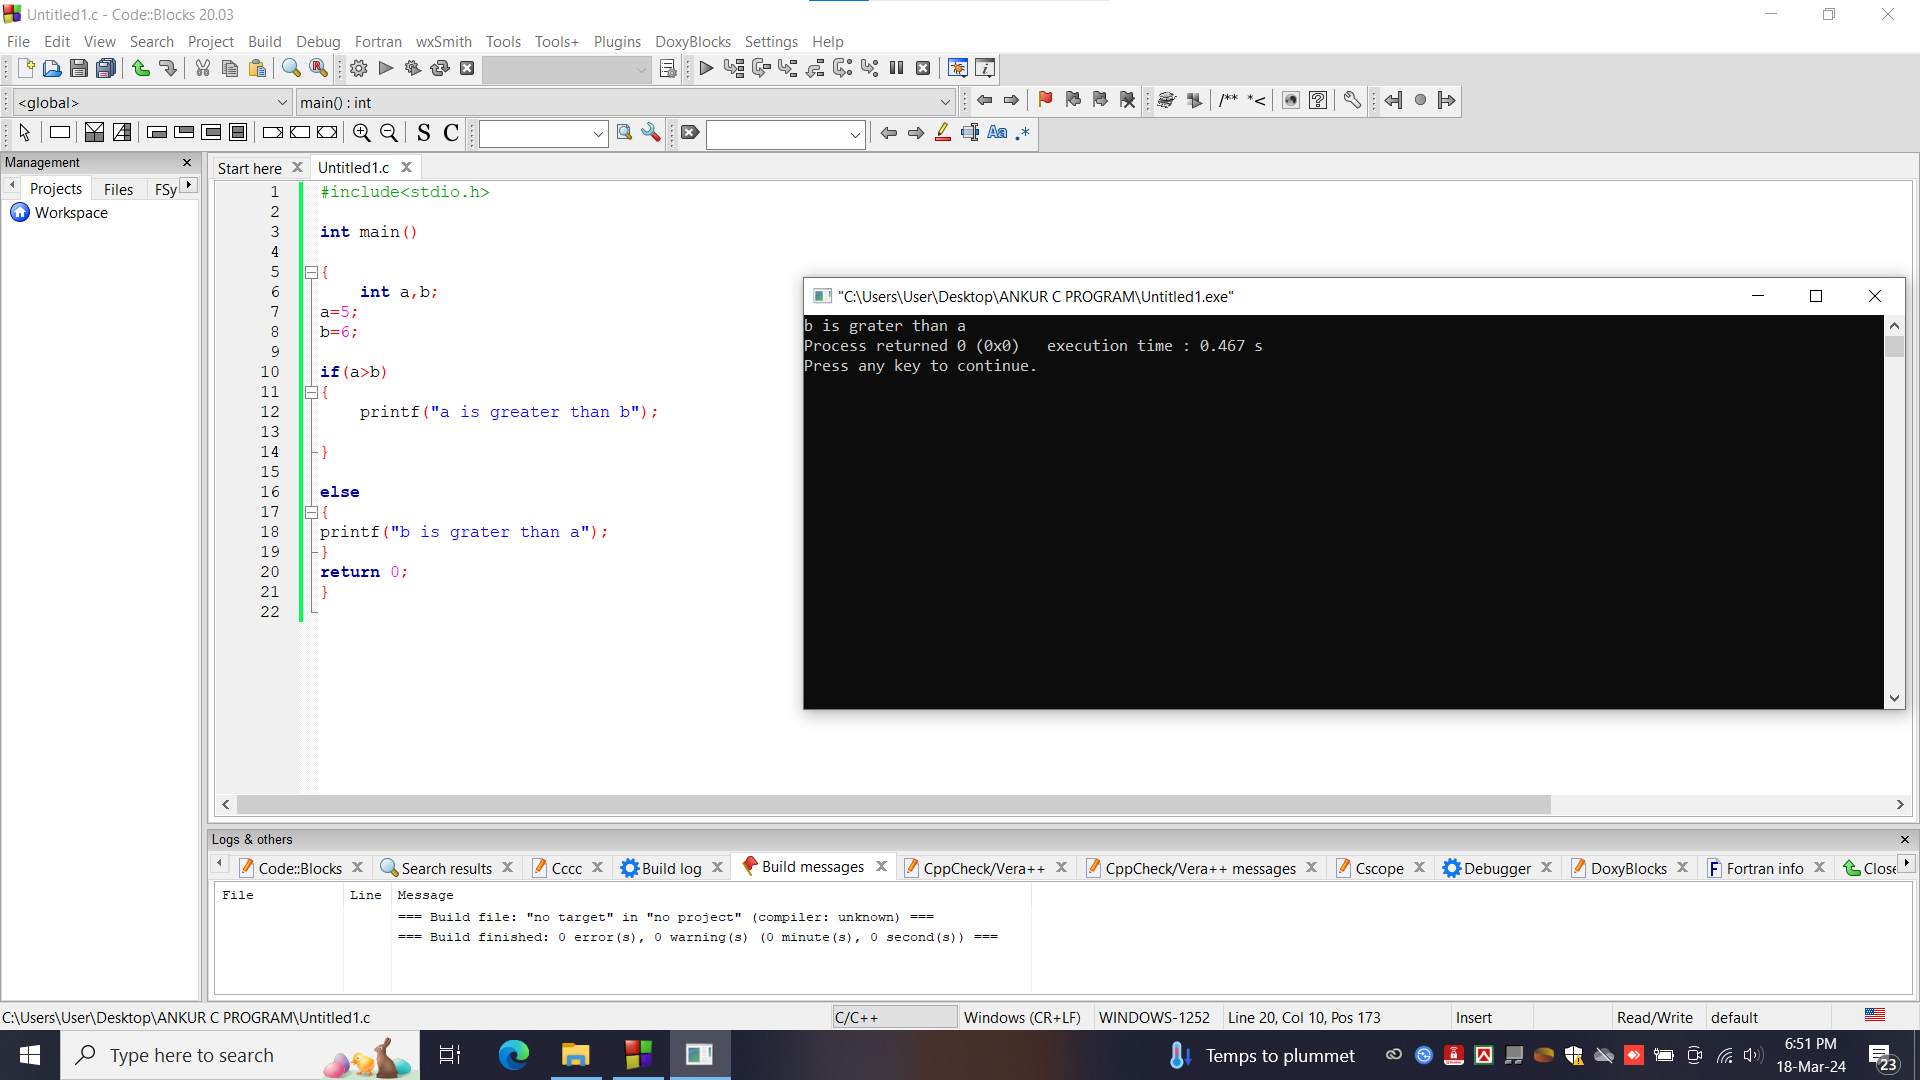 Untitled1.c - Code::Blocks 20.03
File Edit View Search Project Build Debug Fortran wxSmith Tools Tools+ Plugins DoxyBlocks Settings Help
<global> main() : int
/** *<
S C Aa .*
Management
Start here Untitled1.c
Projects Files FSy
Workspace
1 #include<stdio.h>
2
3 int main()
4
5 {
6 int a,b;
7 a=5;
8 b=6;
9
10 if(a>b)
11 {
12 printf("a is greater than b");
13
14 }
15
16 else
17 {
18 printf("b is grater than a");
19 }
20 return 0;
21 }
22
"C:\Users\User\Desktop\ANKUR C PROGRAM\Untitled1.exe"
b is grater than a
Process returned 0 (0x0)   execution time : 0.467 s
Press any key to continue.
Logs & others
Code::Blocks Search results Cccc Build log Build messages CppCheck/Vera++ CppCheck/Vera++ messages Cscope Debugger DoxyBlocks Fortran info Close
File Line Message
=== Build file: "no target" in "no project" (compiler: unknown) ===
=== Build finished: 0 error(s), 0 warning(s) (0 minute(s), 0 second(s)) ===
C:\Users\User\Desktop\ANKUR C PROGRAM\Untitled1.c C/C++ Windows (CR+LF) WINDOWS-1252 Line 20, Col 10, Pos 173 Insert Read/Write default
Type here to search
Temps to plummet
6:51 PM
18-Mar-24
23